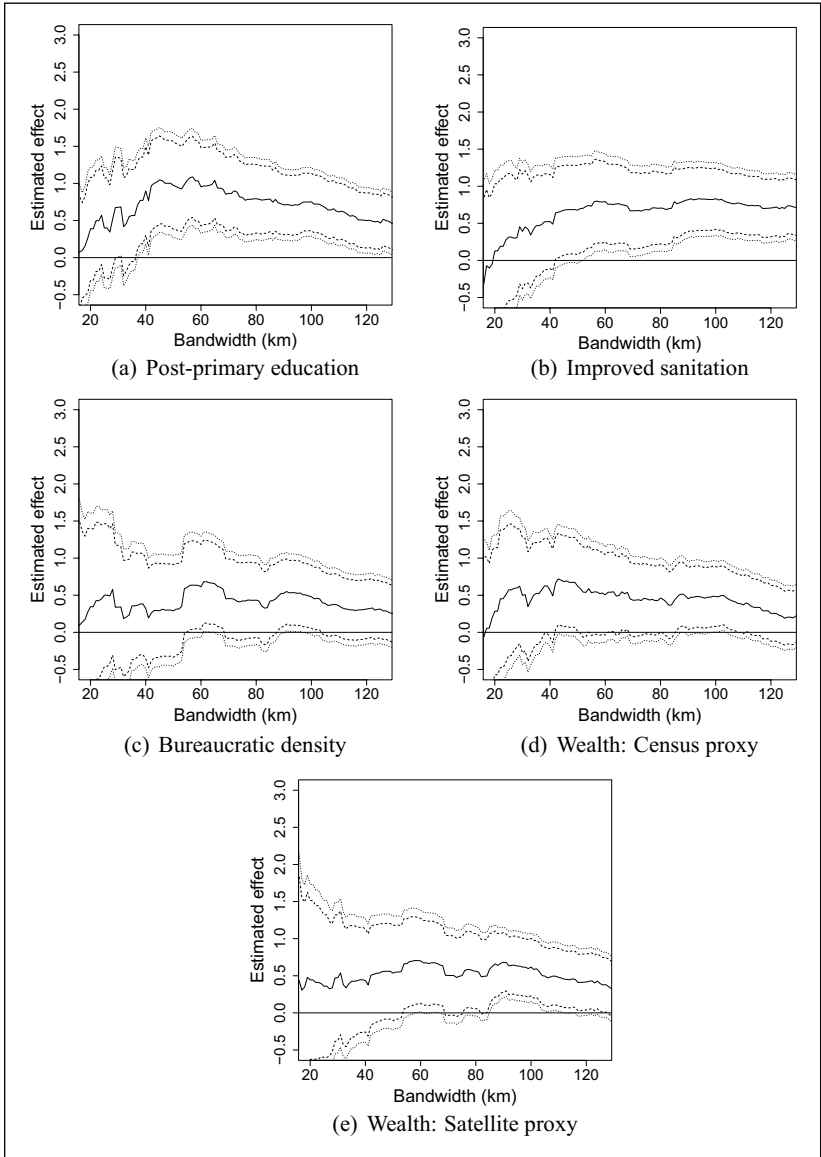 Estimated effect
3.0
2.5
2.0
1.5
1.0
0.5
0.0
−0.5
20 40 60 80 100 120
Bandwidth (km)
(a) Post-primary education
Estimated effect
3.0
2.5
2.0
1.5
1.0
0.5
0.0
−0.5
20 40 60 80 100 120
Bandwidth (km)
(b) Improved sanitation
Estimated effect
3.0
2.5
2.0
1.5
1.0
0.5
0.0
−0.5
20 40 60 80 100 120
Bandwidth (km)
(c) Bureaucratic density
Estimated effect
3.0
2.5
2.0
1.5
1.0
0.5
0.0
−0.5
20 40 60 80 100 120
Bandwidth (km)
(d) Wealth: Census proxy
Estimated effect
3.0
2.5
2.0
1.5
1.0
0.5
0.0
−0.5
20 40 60 80 100 120
Bandwidth (km)
(e) Wealth: Satellite proxy